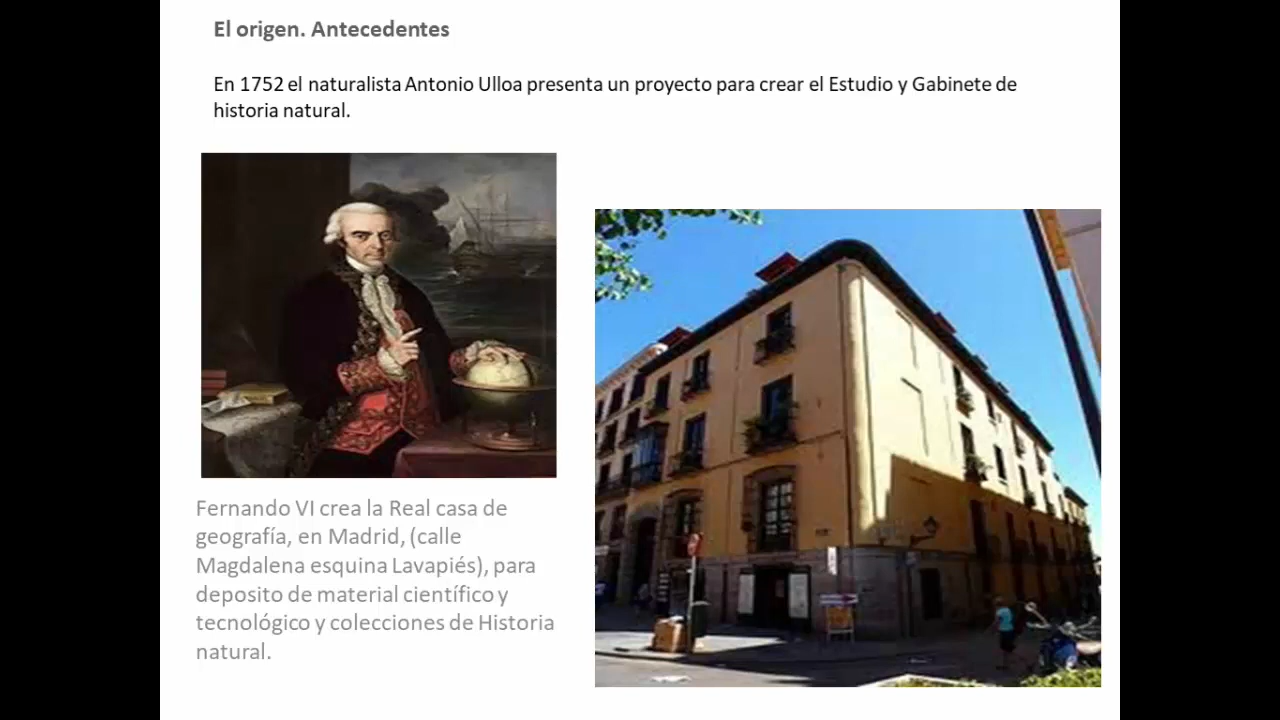 El origen. Antecedentes
En 1752 el naturalista Antonio Ulloa presenta un proyecto para crear el Estudio y Gabinete de
historia natural.
Fernando VI crea la Real casa de
geografía, en Madrid, (calle
Magdalena esquina Lavapiés), para
deposito de material científico y
tecnológico y colecciones de Historia
natural.